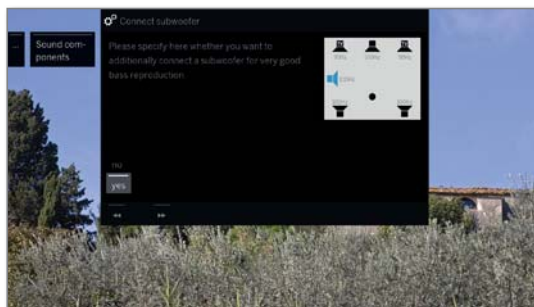 Connect subwoofer
...
Sound com-
ponents
Please specify here whether you want to
additionally connect a subwoofer for very good
bass reproduction.
no
yes